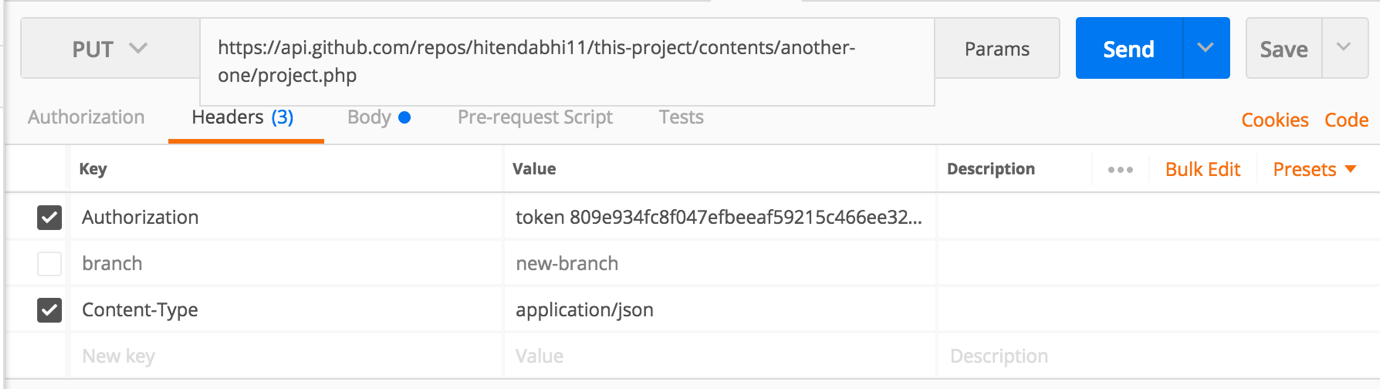 PUT
https://api.github.com/repos/hitendabhi11/this-project/contents/another-
one/project.php
Params
Send
Save
Authorization
Headers (3)
Body
Pre-request Script
Tests
Cookies
Code
Key
Value
Description
•••
Bulk Edit
Presets
Authorization
token 809e934fc8f047efbeeaf59215c466ee32...
branch
new-branch
Content-Type
application/json
New key
Value
Description